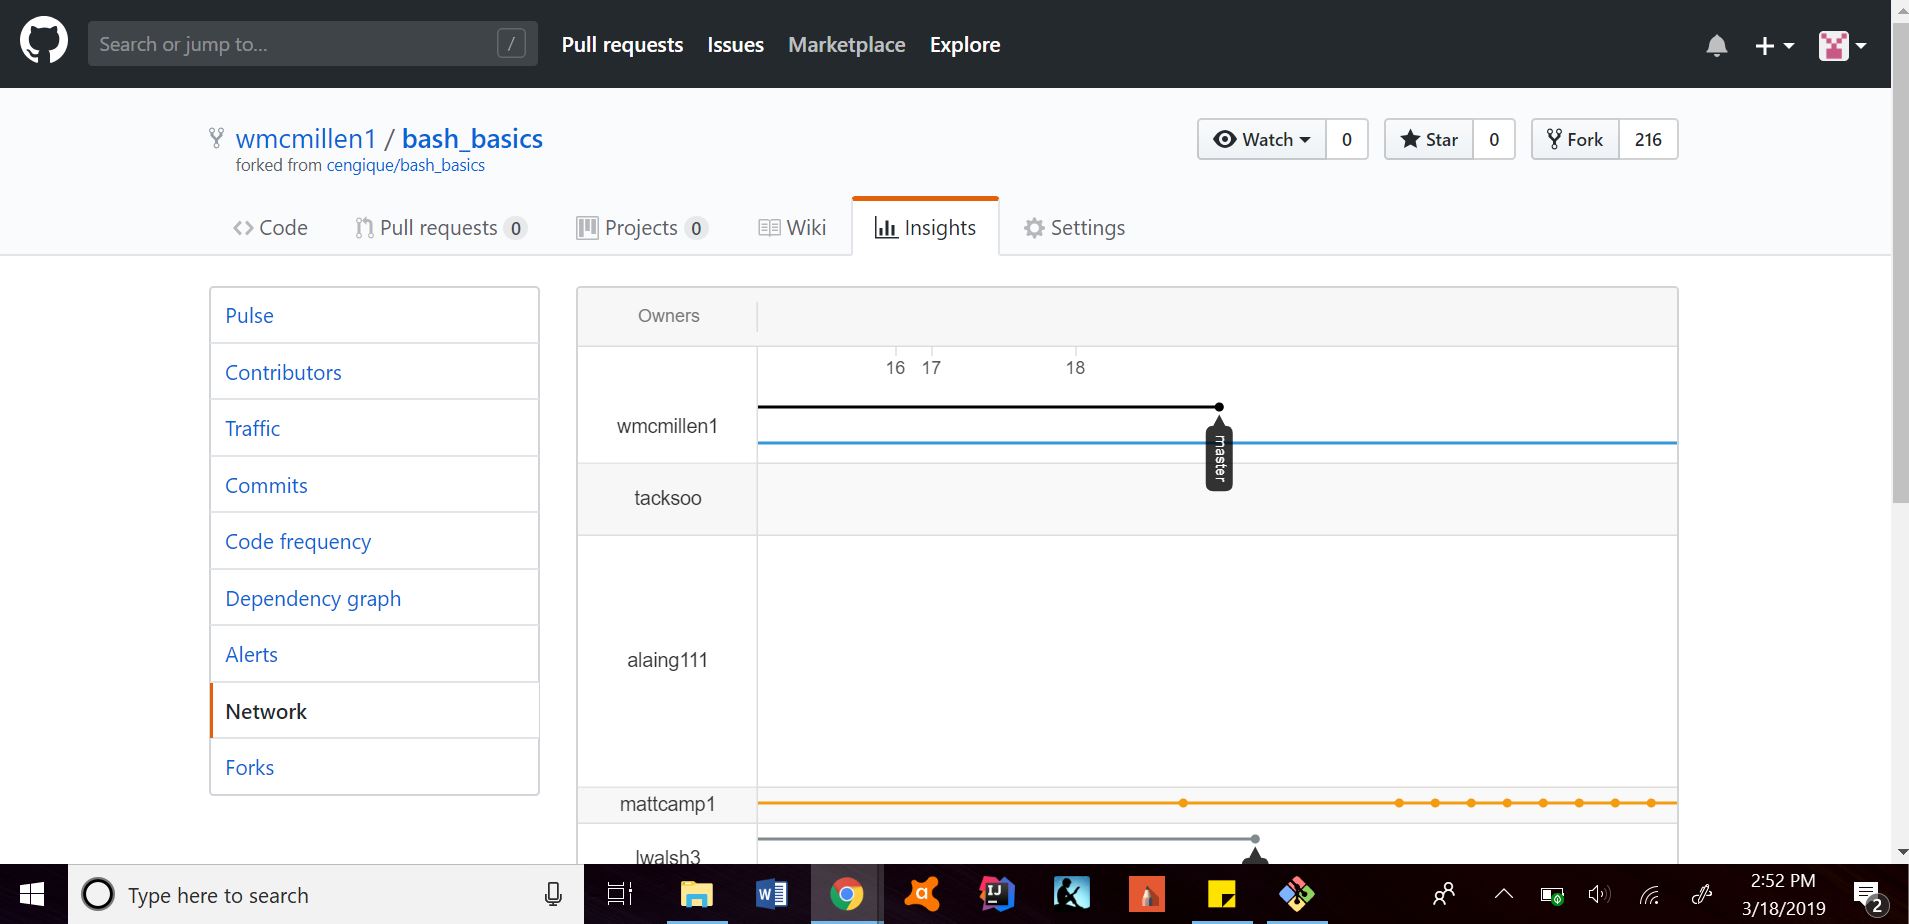 Search or jump to... /
Pull requests Issues Marketplace Explore
wmcmillen1 / bash_basics
forked from cengique/bash_basics
Watch 0 Star 0 Fork 216
Code Pull requests 0 Projects 0 Wiki Insights Settings
Pulse
Contributors
Traffic
Commits
Code frequency
Dependency graph
Alerts
Network
Forks
Owners
16 17 18
wmcmillen1
master
tacksoo
alaing111
mattcamp1
lwalsh3
Type here to search
W
a
IJ
2:52 PM
3/18/2019
2